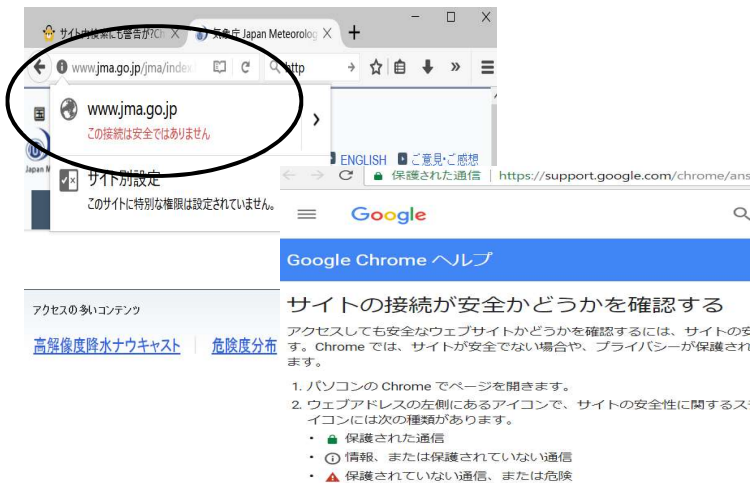 サイト内検索にも警告が?Ch
気象庁 Japan Meteorolog
www.jma.go.jp/jma/index
http
www.jma.go.jp
この接続は安全ではありません
国
ENGLISH ご意見・ご感想
Japan M
サイト別設定
このサイトに特別な権限は設定されていません。
保護された通信 | https://support.google.com/chrome/ans
Google
Google Chrome ヘルプ
アクセスの多いコンテンツ
高解像度降水ナウキャスト
危険度分布
サイトの接続が安全かどうかを確認する
アクセスしても安全なウェブサイトかどうかを確認するには、サイトの安
す。Chrome では、サイトが安全でない場合や、プライバシーが保護され
ます。
1. パソコンの Chrome でページを開きます。
2. ウェブアドレスの左側にあるアイコンで、サイトの安全性に関するス
イコンには次の種類があります。
• 保護された通信
• 情報、または保護されていない通信
• 保護されていない通信、または危険